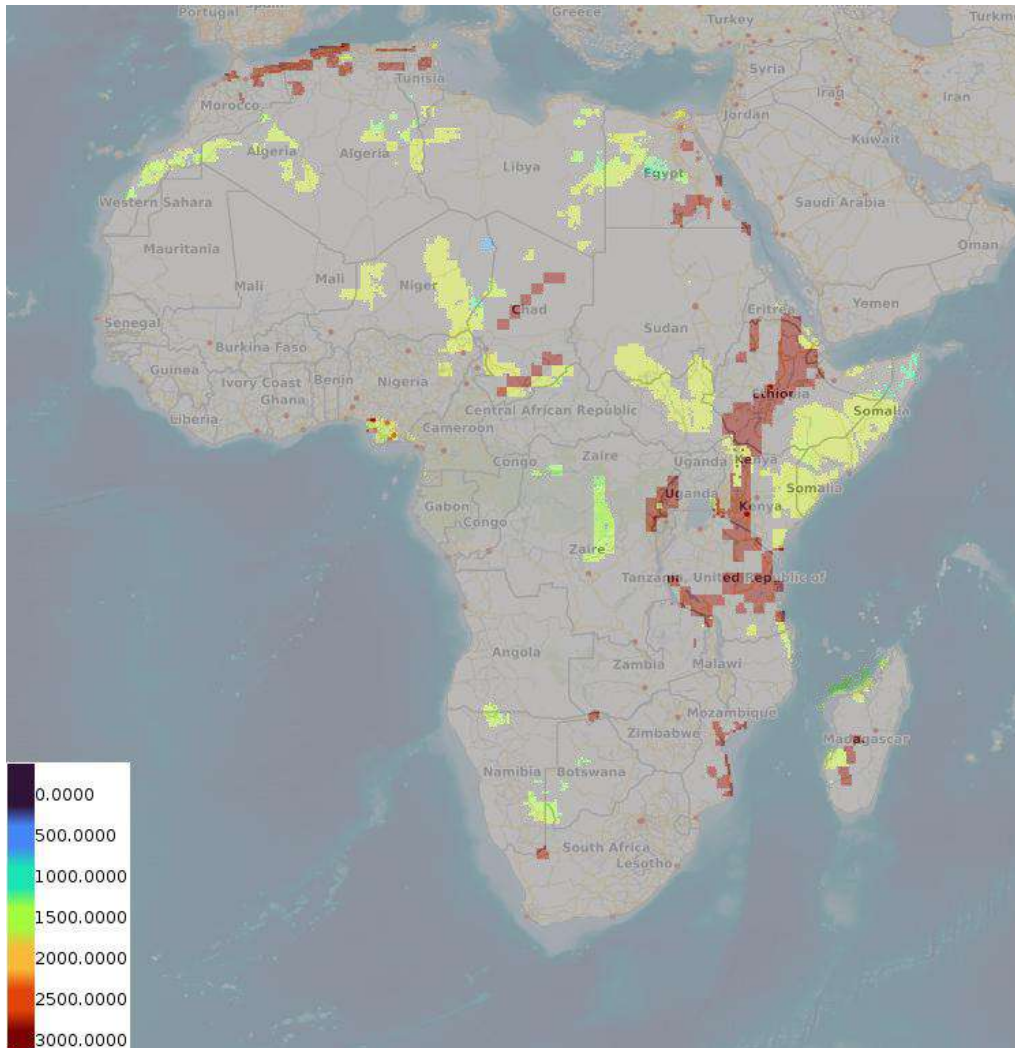 Portugal
Spain
Greece
Turkey
Turkm
Syria
Tunisia
Iraq
Iran
Morocco
Jordan
Kuwait
Algeria
Algeria
Libya
Egypt
Western Sahara
Saudi Arabia
Mauritania
Oman
Mali
Mali
Niger
Chad
Sudan
Eritrea
Yemen
Senegal
Burkina Faso
Guinea
Ivory Coast
Benin
Nigeria
Ghana
Ethiopia
Liberia
Central African Republic
Somalia
Cameroon
Congo
Zaire
Uganda
Kenya
Somalia
Gabon
Uganda
Kenya
Congo
Zaire
Tanzania, United Republic of
Angola
Zambia
Malawi
Mozambique
Zimbabwe
Madagascar
Namibia
Botswana
South Africa
Lesotho
0.0000
500.0000
1000.0000
1500.0000
2000.0000
2500.0000
3000.0000